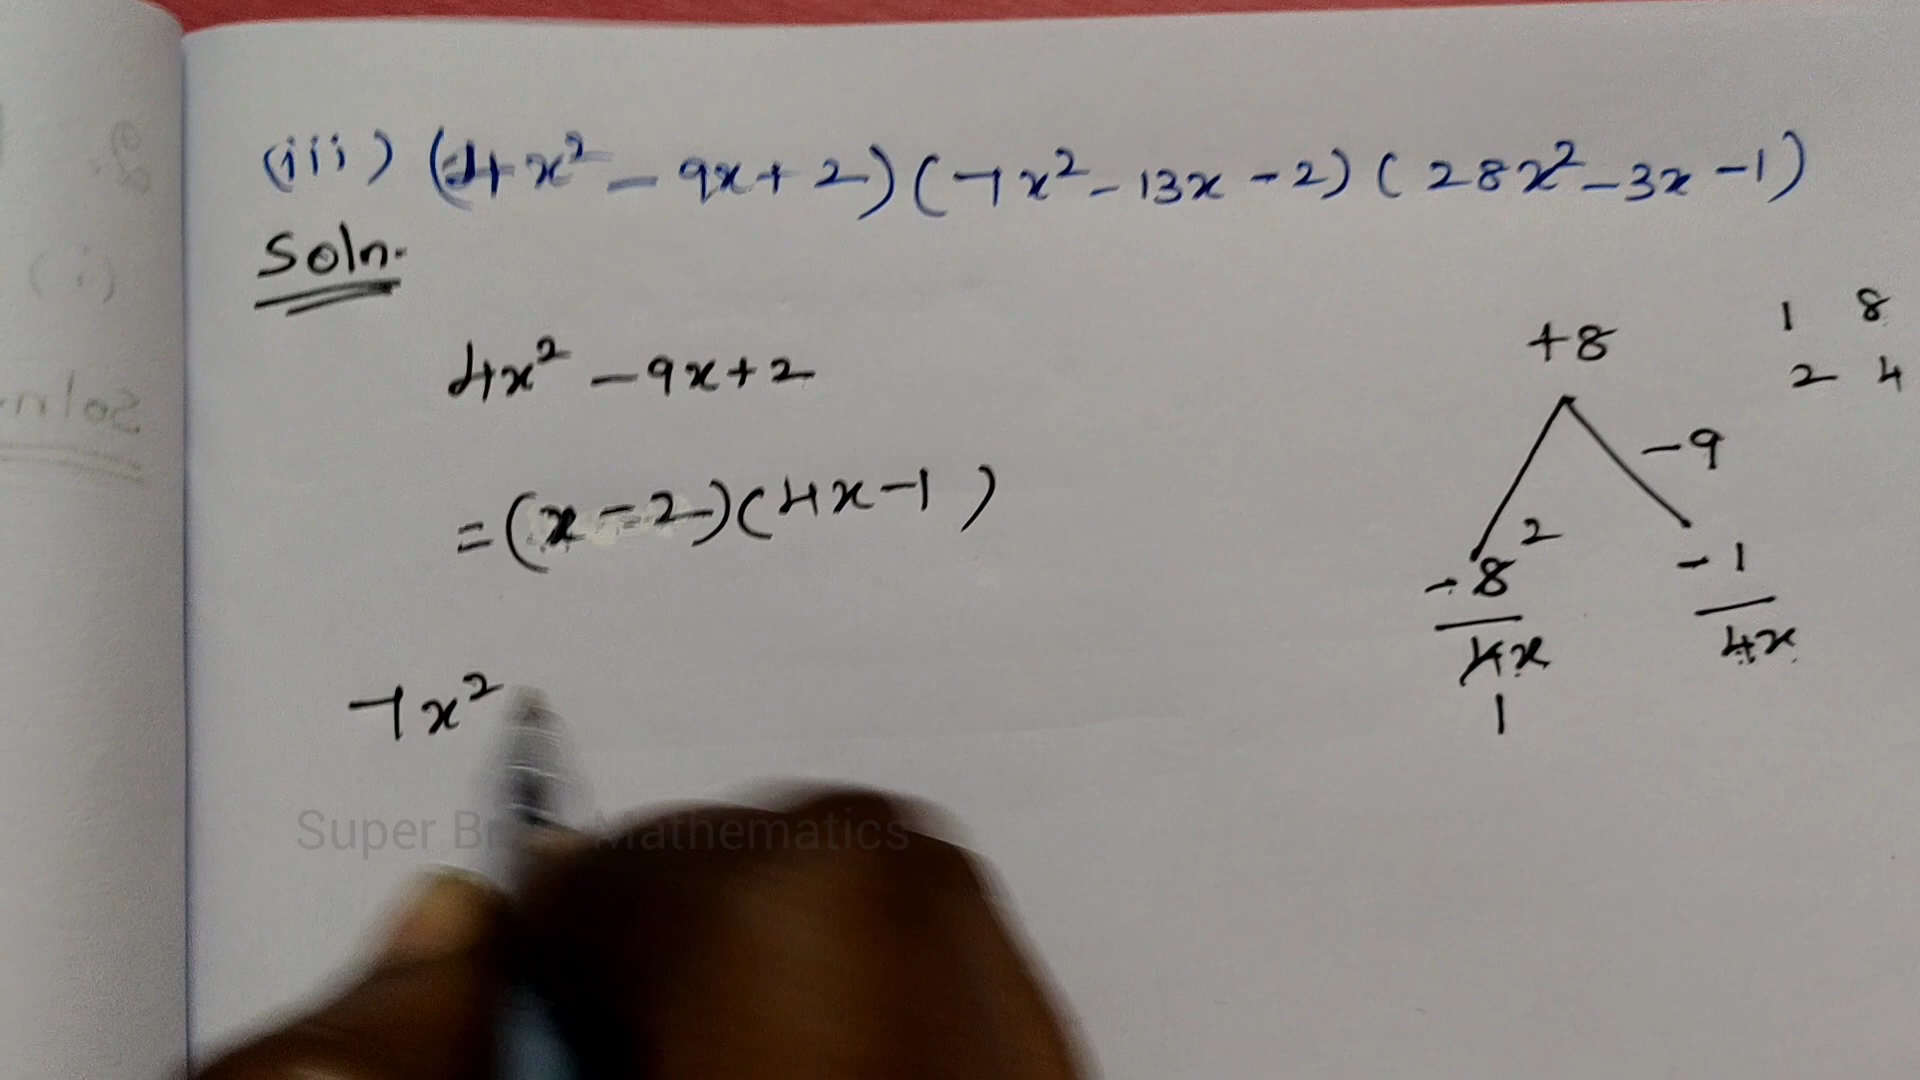 (iii) (4x² - 9x + 2) (7x² - 13x - 2) (28x² - 3x - 1)
Soln.
4x² - 9x + 2
= (x - 2)(4x - 1)
7x²
+8
1 8
2 4
-9
2
-8 -1
4x 4x
1
Super Mathematics
Soln
(i)